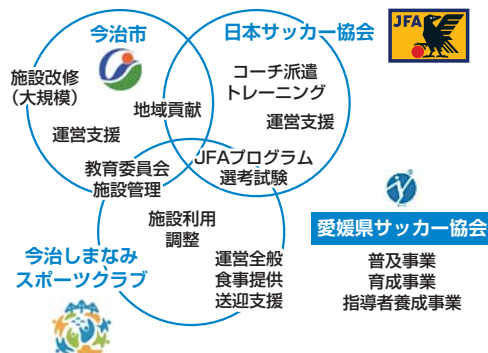 今治市
日本サッカー協会
JFA
施設改修
（大規模）
地域貢献
コーチ派遣
トレーニング
運営支援
運営支援
教育委員会
施設管理
JFAプログラム
選考試験
施設利用
調整
今治しまなみ
スポーツクラブ
運営全般
食事提供
送迎支援
愛媛県サッカー協会
普及事業
育成事業
指導者養成事業